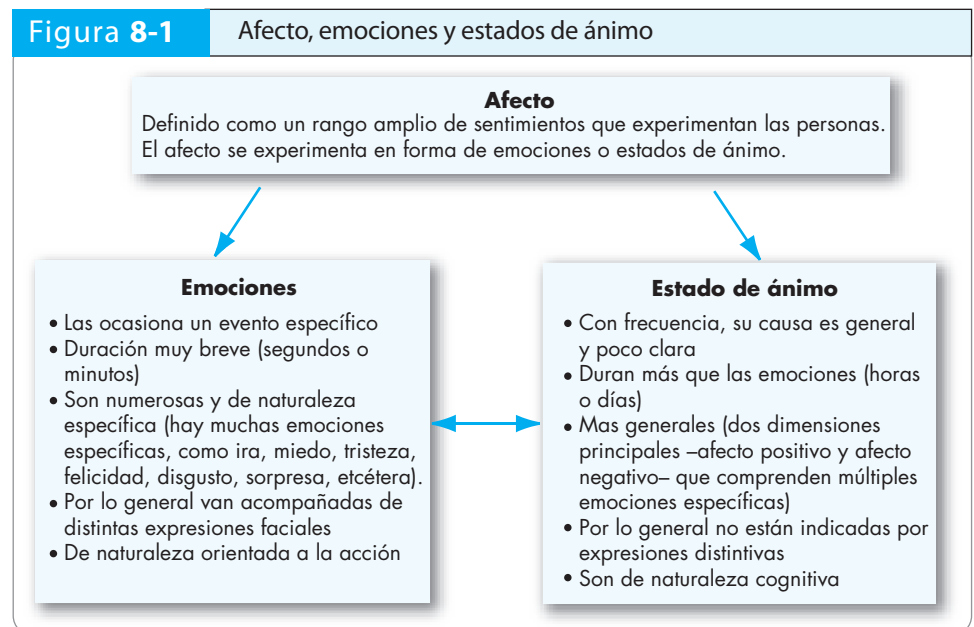 Figura 8-1
Afecto, emociones y estados de ánimo
Afecto
Definido como un rango amplio de sentimientos que experimentan las personas.
El afecto se experimenta en forma de emociones o estados de ánimo.
Emociones
• Las ocasiona un evento específico
• Duración muy breve (segundos o
minutos)
• Son numerosas y de naturaleza
específica (hay muchas emociones
específicas, como ira, miedo, tristeza,
felicidad, disgusto, sorpresa, etcétera).
• Por lo general van acompañadas de
distintas expresiones faciales
• De naturaleza orientada a la acción
Estado de ánimo
• Con frecuencia, su causa es general
y poco clara
• Duran más que las emociones (horas
o días)
• Mas generales (dos dimensiones
principales –afecto positivo y afecto
negativo– que comprenden múltiples
emociones específicas)
• Por lo general no están indicadas por
expresiones distintivas
• Son de naturaleza cognitiva